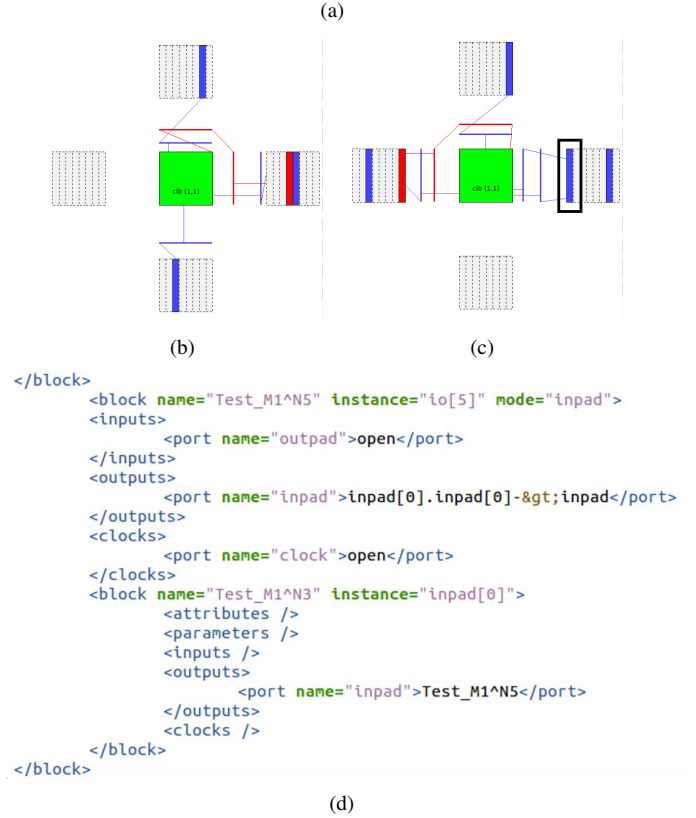 (a)
clb (1,1)
clb (1,1)
(b)
(c)
</block>
<block name="Test_M1^N5" instance="io[5]" mode="inpad">
<inputs>
<port name="outpad">open</port>
</inputs>
<outputs>
<port name="inpad">inpad[0].inpad[0]-&gt;inpad</port>
</outputs>
<clocks>
<port name="clock">open</port>
</clocks>
<block name="Test_M1^N3" instance="inpad[0]">
<attributes />
<parameters />
<inputs />
<outputs>
<port name="inpad">Test_M1^N5</port>
</outputs>
<clocks />
</block>
</block>
(d)